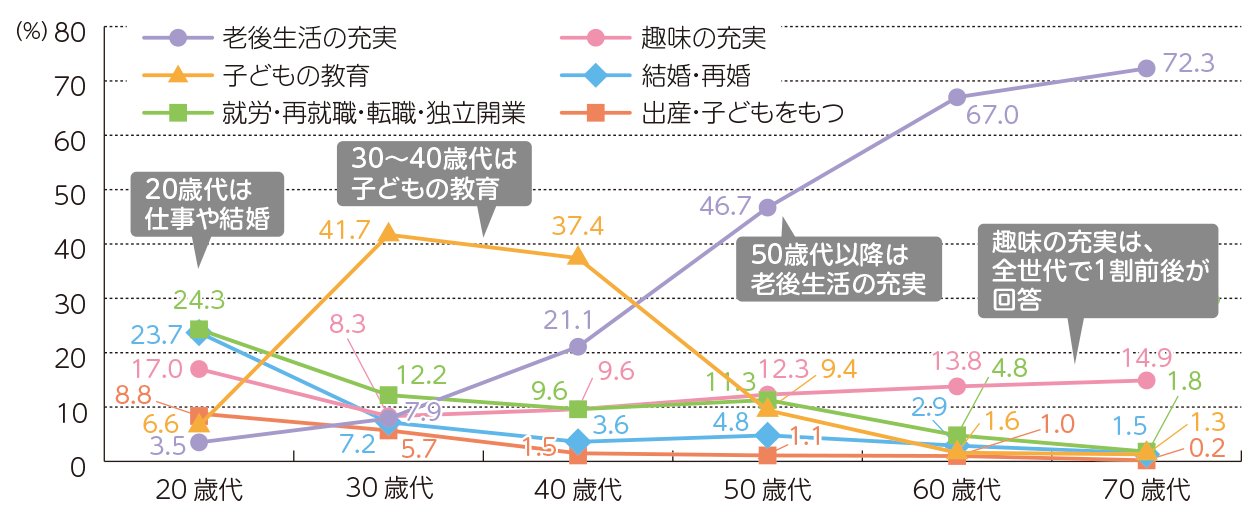 (%)
80
70
60
50
40
30
20
10
0
老後生活の充実
趣味の充実
子どもの教育
結婚・再婚
就労・再就職・転職・独立開業
出産・子どもをもつ
20歳代は
仕事や結婚
30～40歳代は
子どもの教育
50歳代以降は
老後生活の充実
趣味の充実は、
全世代で1割前後が
回答
24.3
23.7
17.0
8.8
6.6
3.5
41.7
8.3
12.2
7.9
7.2
5.7
37.4
21.1
9.6
9.6
3.6
1.5
46.7
12.3
11.3
9.4
4.8
1.1
67.0
13.8
4.8
2.9
1.6
1.0
72.3
14.9
1.8
1.5
1.3
0.2
20 歳代
30 歳代
40 歳代
50 歳代
60 歳代
70 歳代